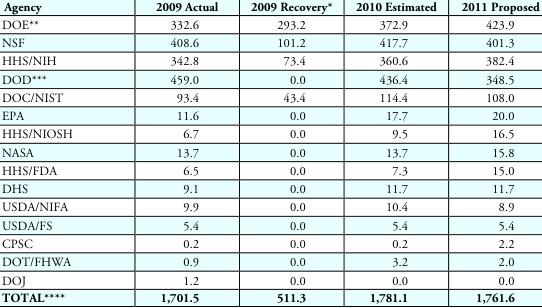 Agency 2009 Actual 2009 Recovery* 2010 Estimated 2011 Proposed
DOE** 332.6 293.2 372.9 423.9
NSF 408.6 101.2 417.7 401.3
HHS/NIH 342.8 73.4 360.6 382.4
DOD*** 459.0 0.0 436.4 348.5
DOC/NIST 93.4 43.4 114.4 108.0
EPA 11.6 0.0 17.7 20.0
HHS/NIOSH 6.7 0.0 9.5 16.5
NASA 13.7 0.0 13.7 15.8
HHS/FDA 6.5 0.0 7.3 15.0
DHS 9.1 0.0 11.7 11.7
USDA/NIFA 9.9 0.0 10.4 8.9
USDA/FS 5.4 0.0 5.4 5.4
CPSC 0.2 0.0 0.2 2.2
DOT/FHWA 0.9 0.0 3.2 2.0
DOJ 1.2 0.0 0.0 0.0
TOTAL**** 1,701.5 511.3 1,781.1 1,761.6